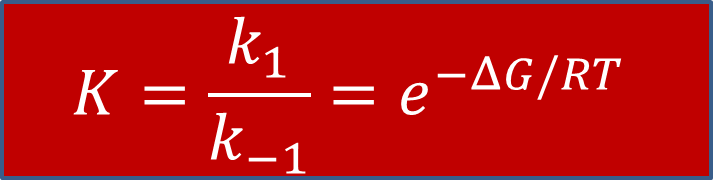 K = k₁/k₋₁ = e^{-ΔG/RT}